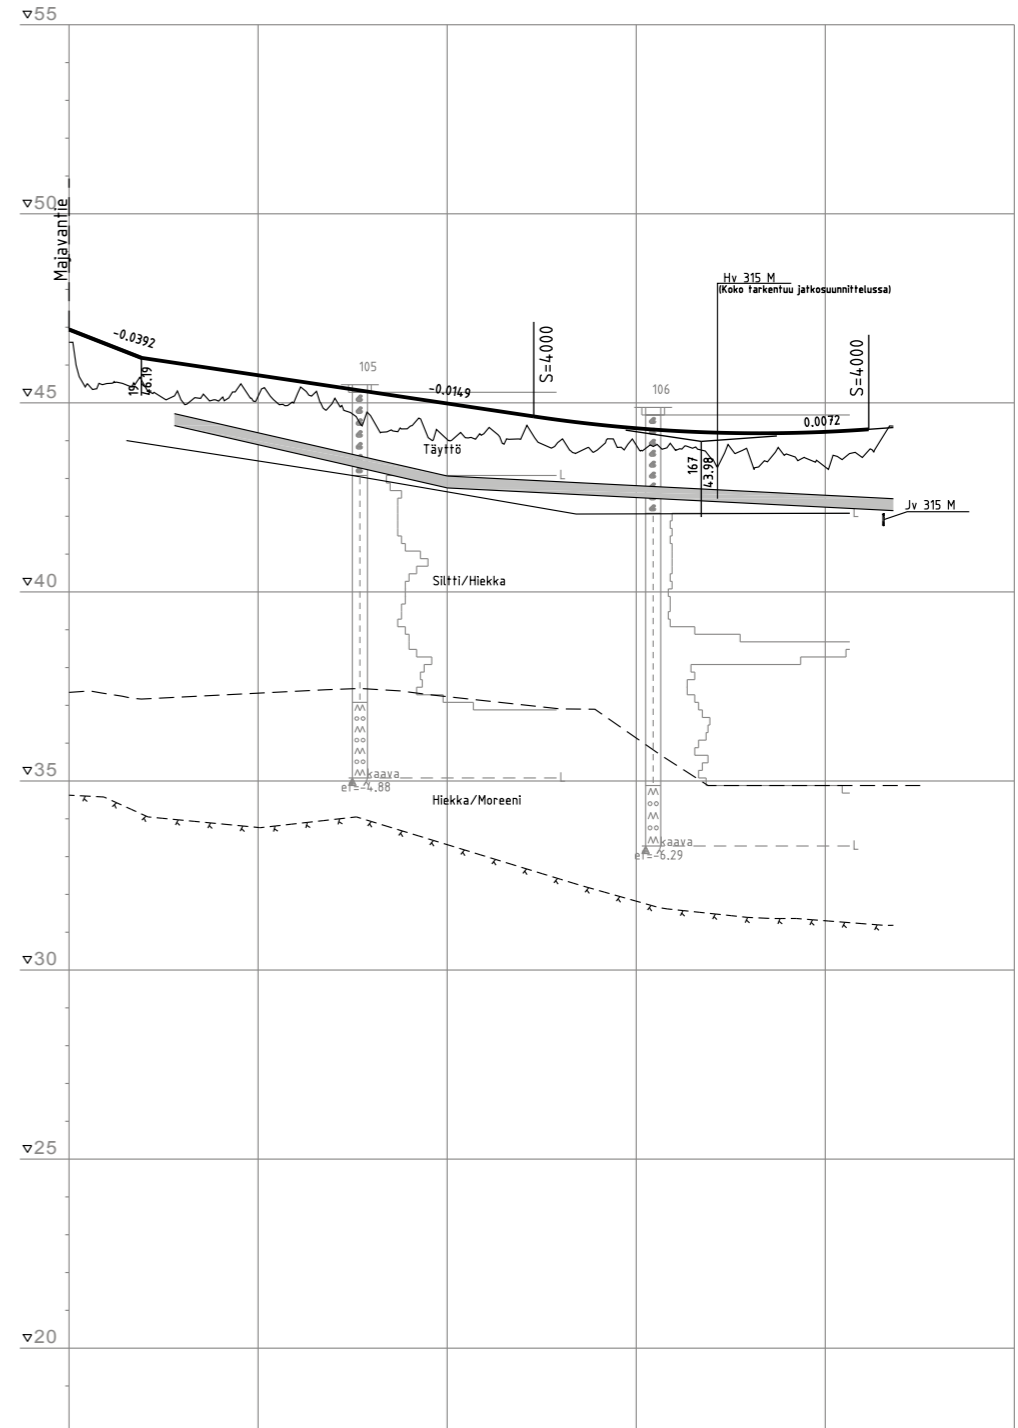 ▽55
▽50
Majavantie
Hv 315 M
(Koko tarkentuu jatkosuunnittelussa)
-0.0392
S=4000
S=4000
19
46.19
105
-0.0149
106
▽45
0.0072
Täyttö
167
43.98
L
Jv 315 M
L
▽40
Siltti/Hiekka
▽35
kaava
L
et=-4.88
Hiekka/Moreeni
L
kaava
L
et=-6.29
▽30
▽25
▽20